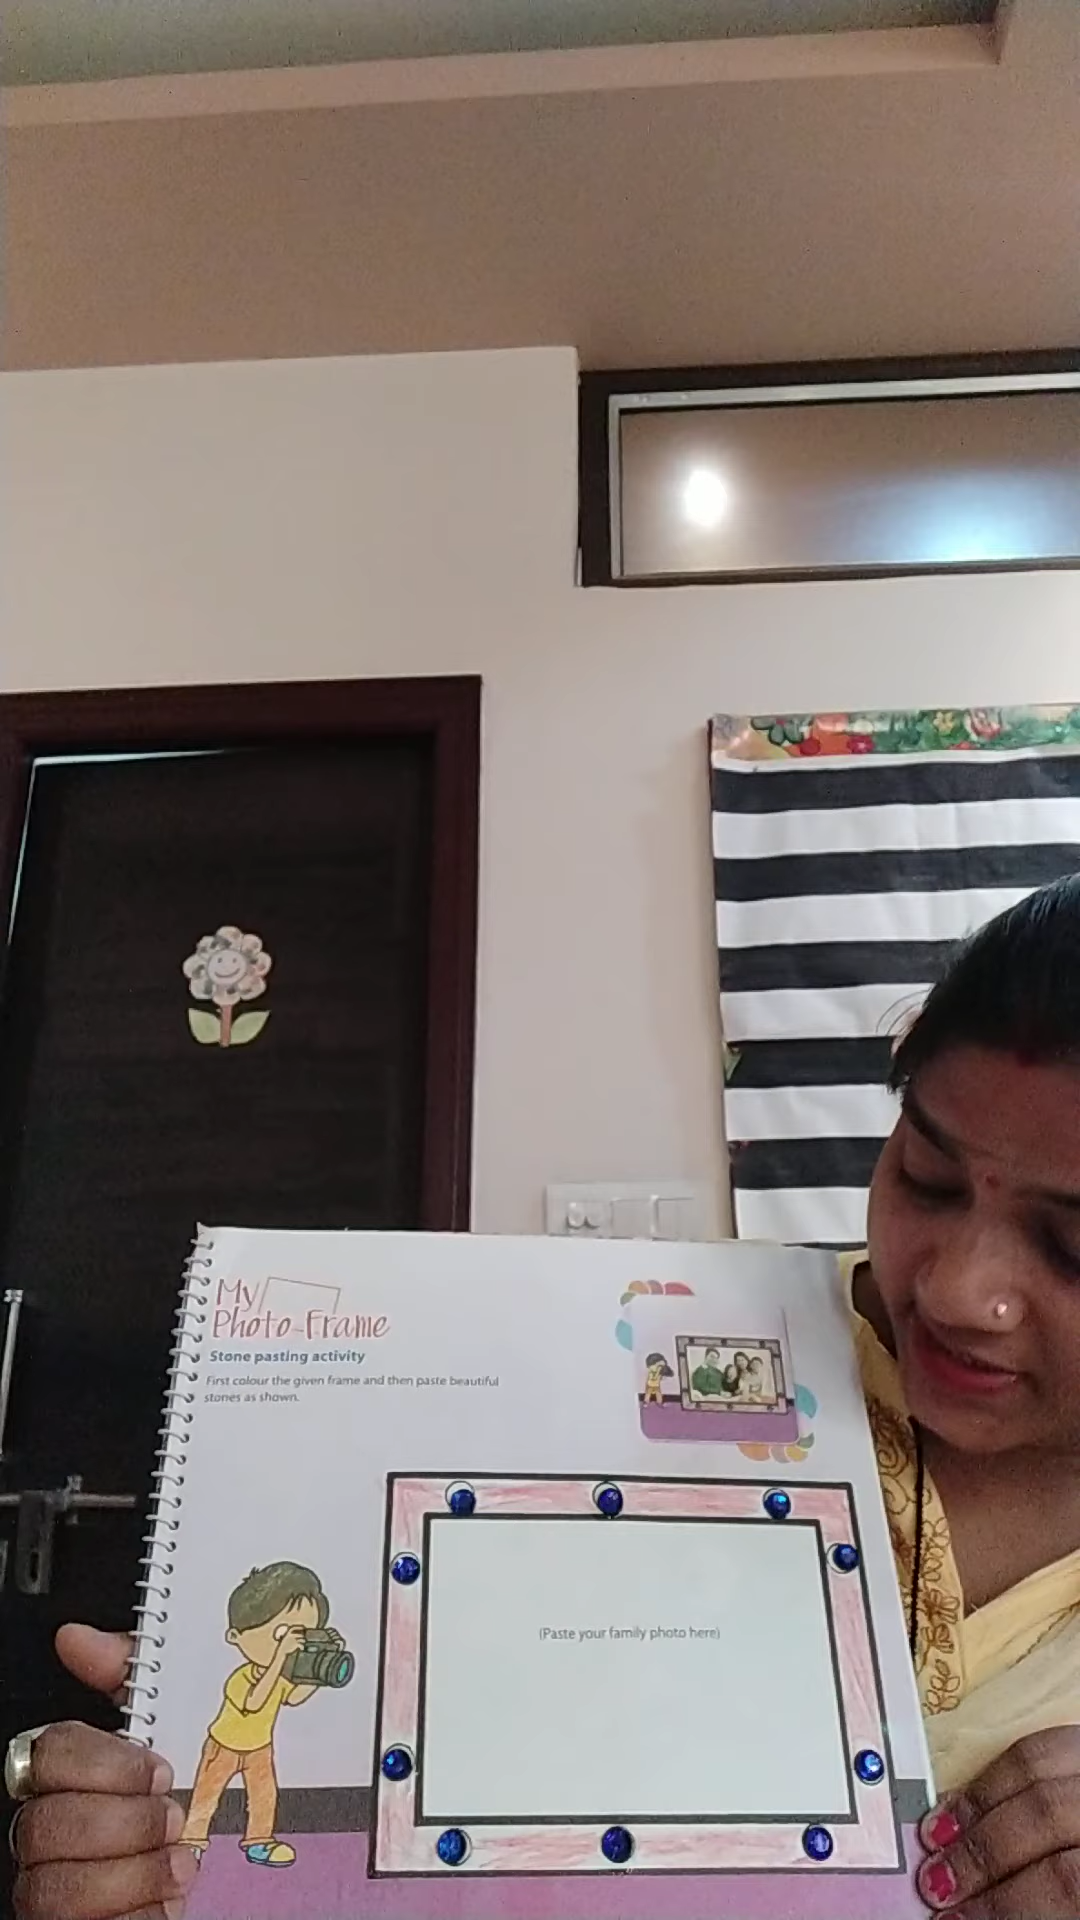 My
Photo-Frame
Stone pasting activity
First colour the given frame and then paste beautiful
stones as shown.
(Paste your family photo here)